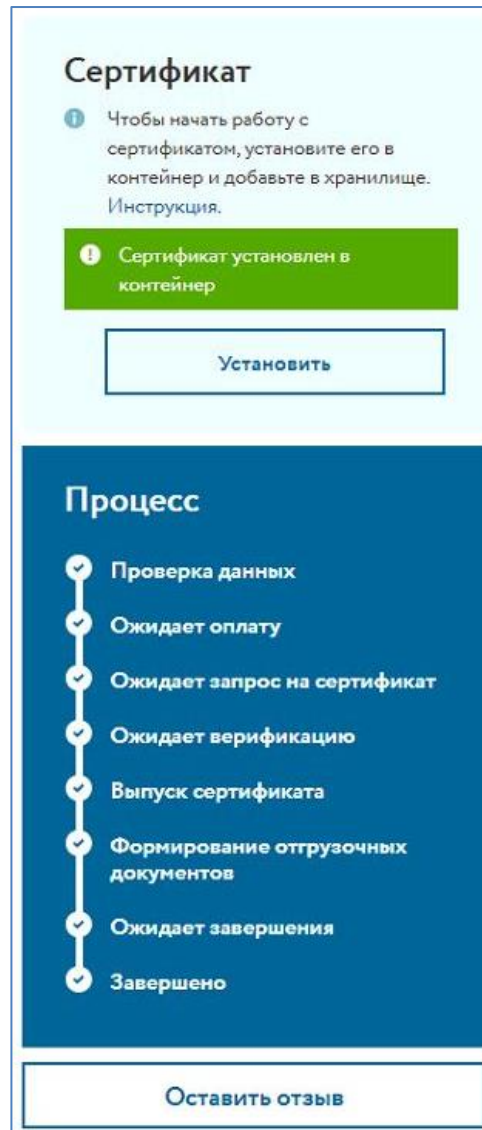 Сертификат
Чтобы начать работу с
сертификатом, установите его в
контейнер и добавьте в хранилище.
Инструкция.
Сертификат установлен в
контейнер
Установить
Процесс
Проверка данных
Ожидает оплату
Ожидает запрос на сертификат
Ожидает верификацию
Выпуск сертификата
Формирование отгрузочных
документов
Ожидает завершения
Завершено
Оставить отзыв